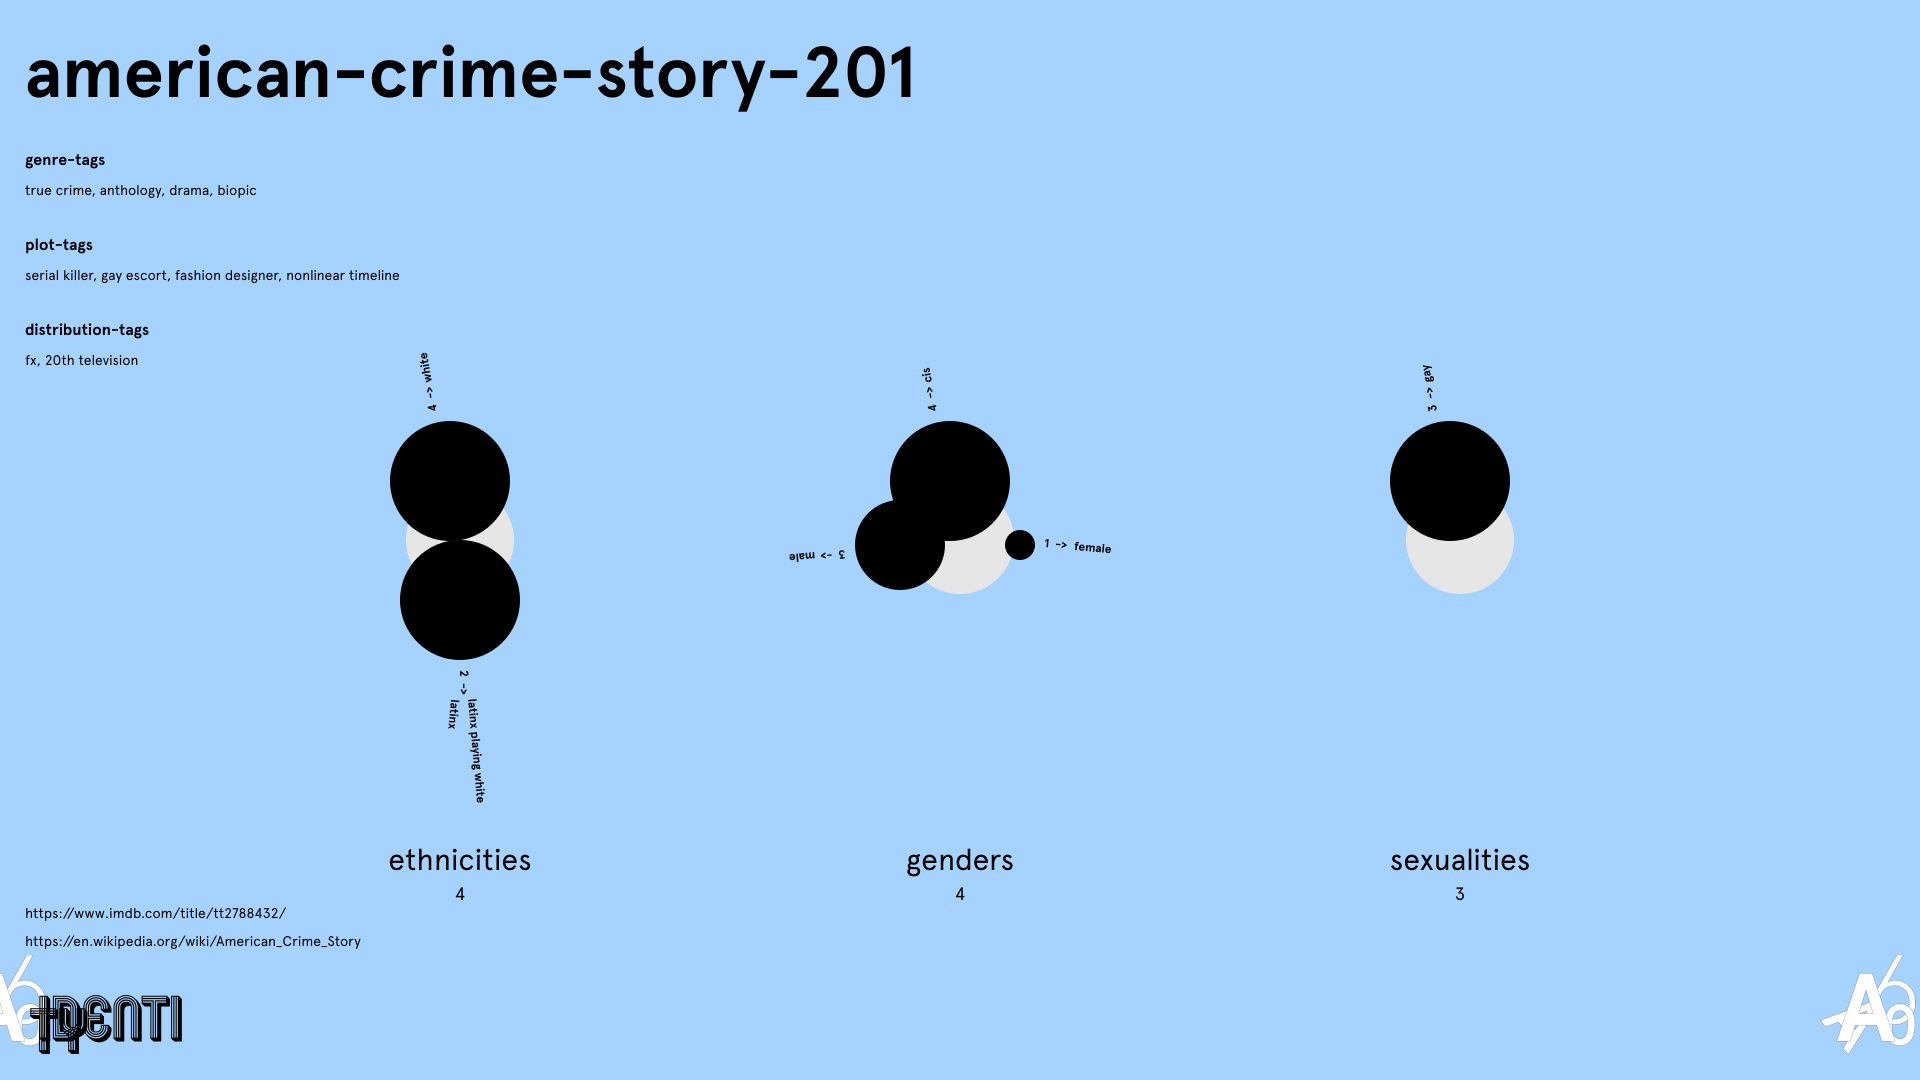 american-crime-story-201
genre-tags
true crime, anthology, drama, biopic
plot-tags
serial killer, gay escort, fashion designer, nonlinear timeline
distribution-tags
fx, 20th television
4 -> white
2 -> latinx playing white
latinx
ethnicities
4
4 -> cis
3 -> male
1 -> female
genders
4
3 -> gay
sexualities
3
https://www.imdb.com/title/tt2788432/
https://en.wikipedia.org/wiki/American_Crime_Story
IDENTI